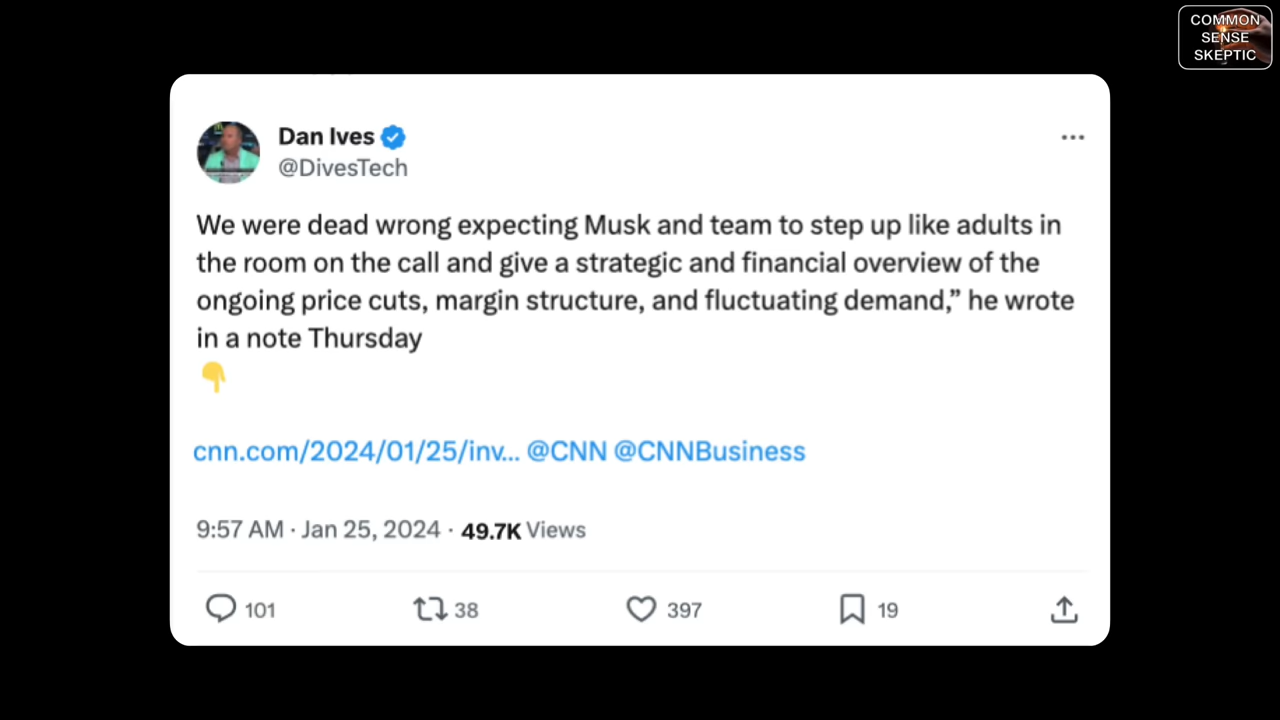 COMMON
SENSE
SKEPTIC
Dan Ives
@DivesTech
We were dead wrong expecting Musk and team to step up like adults in
the room on the call and give a strategic and financial overview of the
ongoing price cuts, margin structure, and fluctuating demand,” he wrote
in a note Thursday
👇
cnn.com/2024/01/25/inv... @CNN @CNNBusiness
9:57 AM · Jan 25, 2024 · 49.7K Views
101 38 397 19